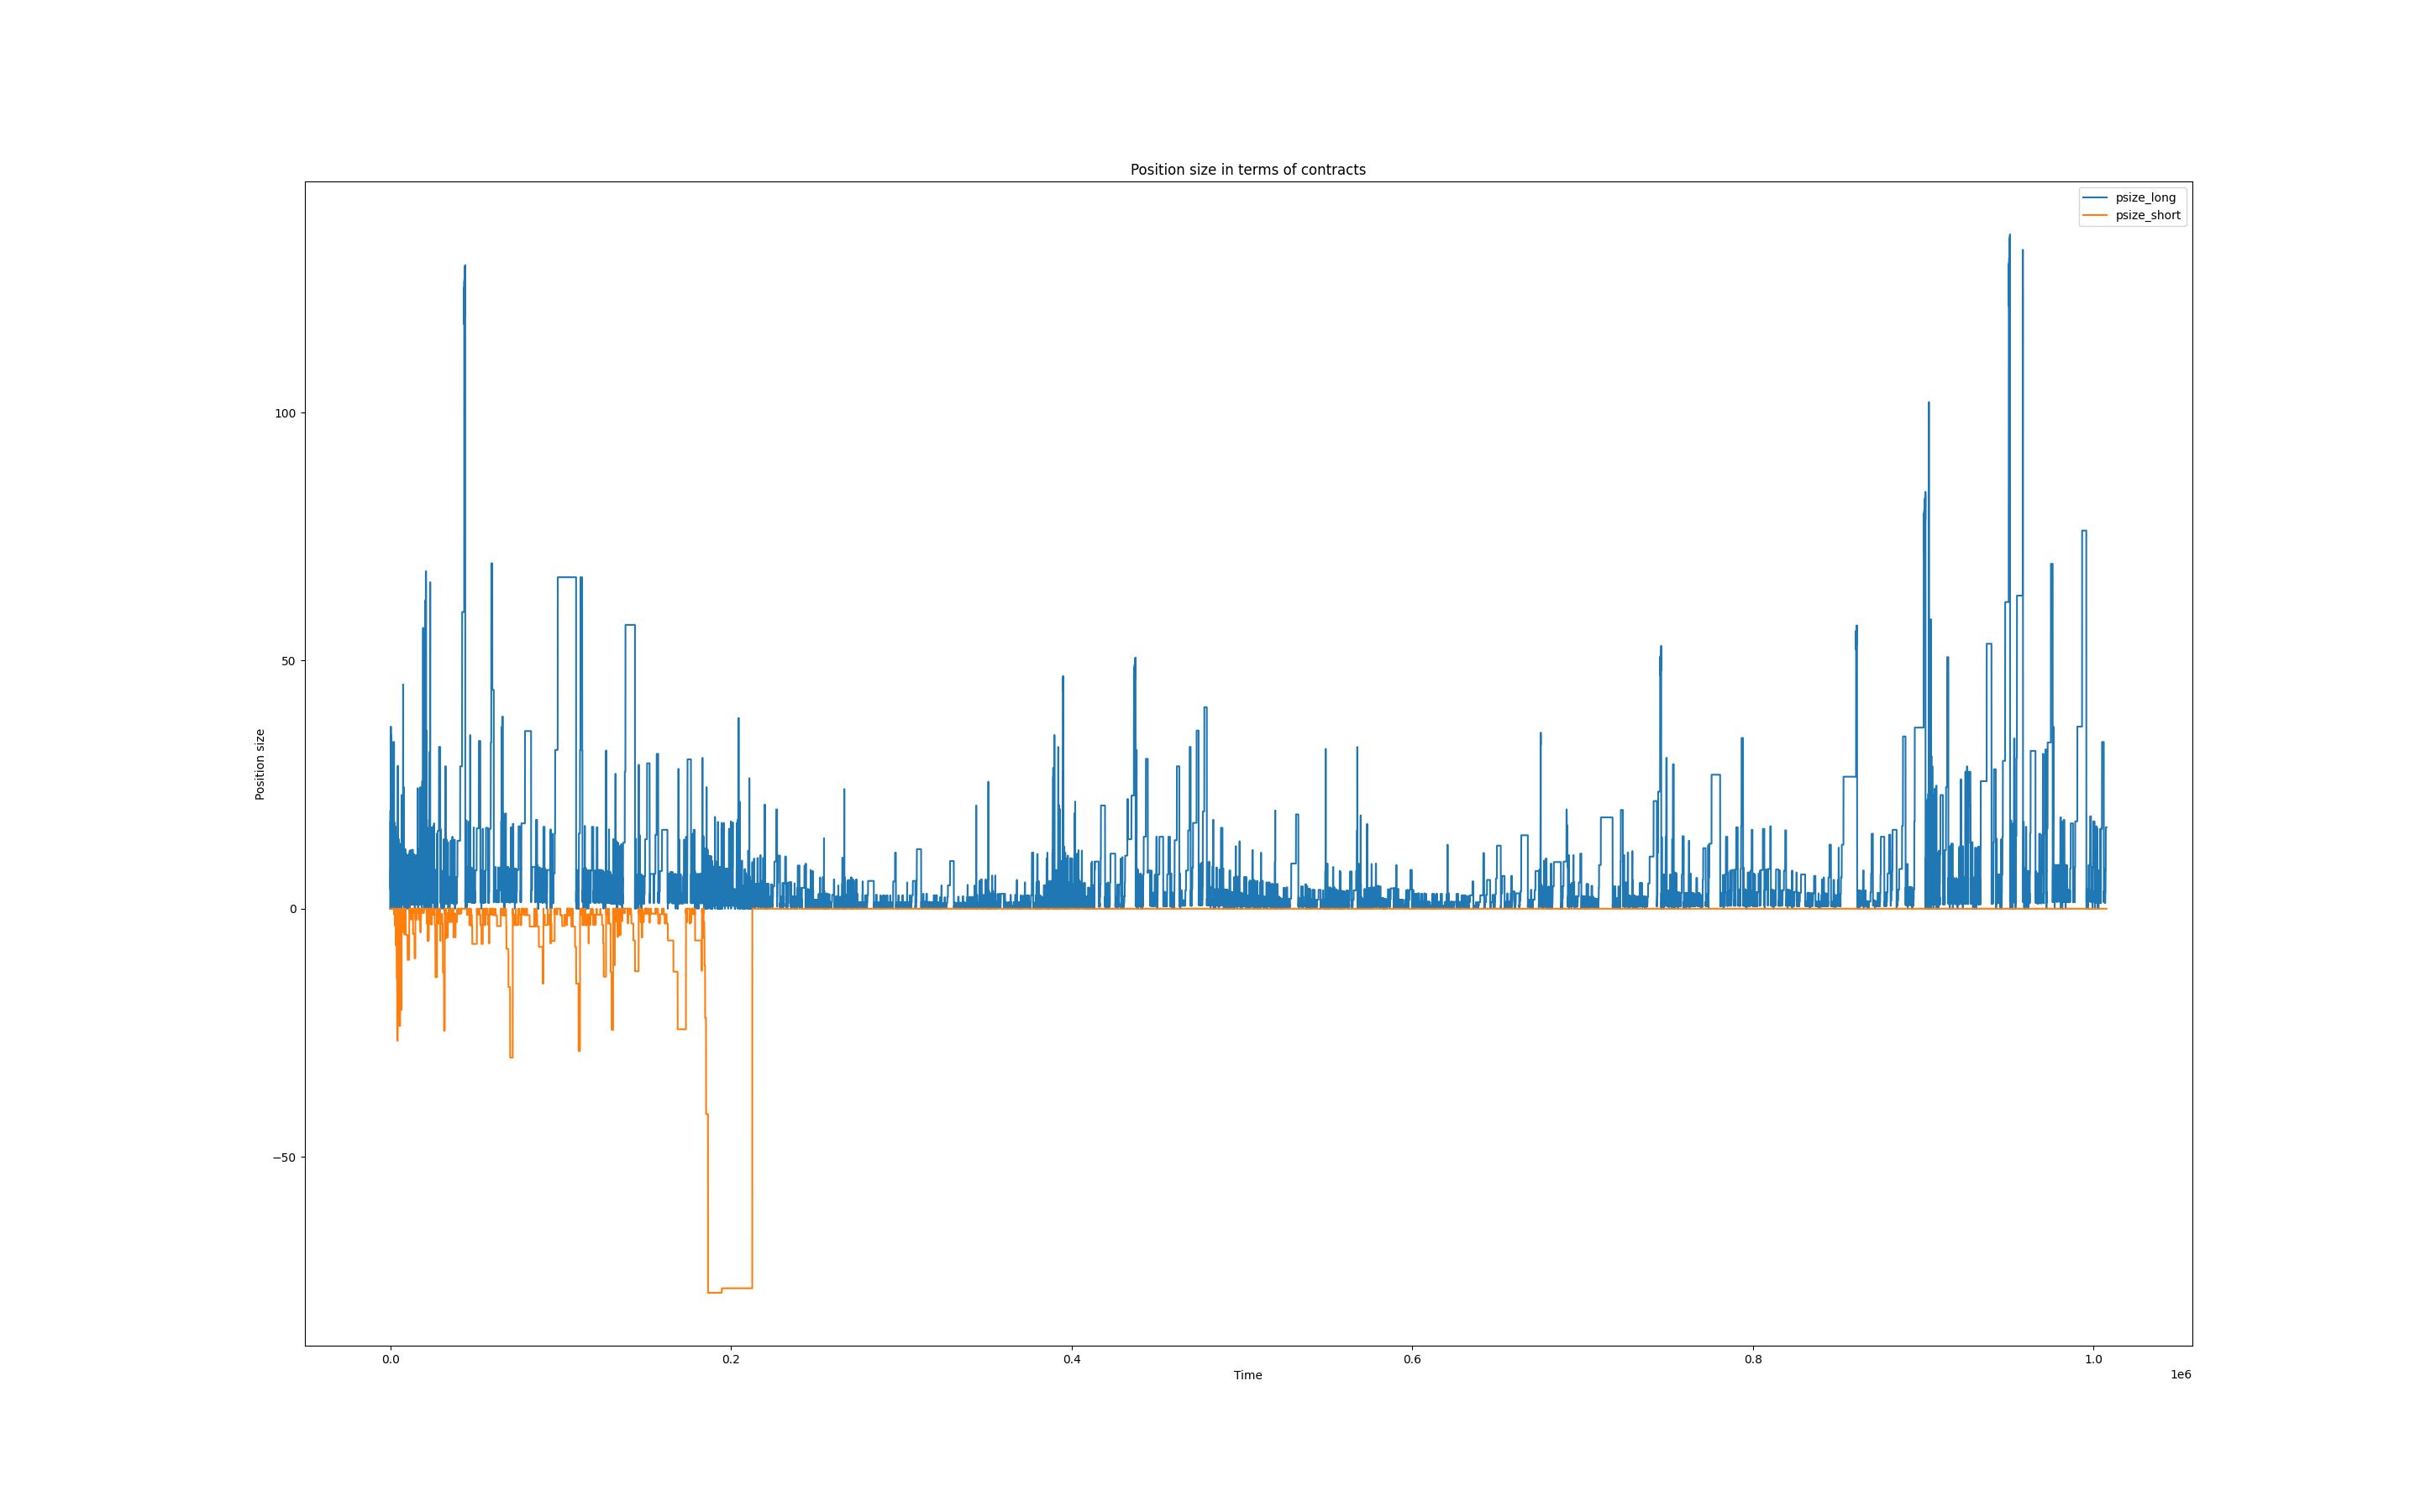 Position size in terms of contracts
psize_long
psize_short
Position size
100
50
0
−50
0.0
0.2
0.4
0.6
0.8
1.0
Time
1e6